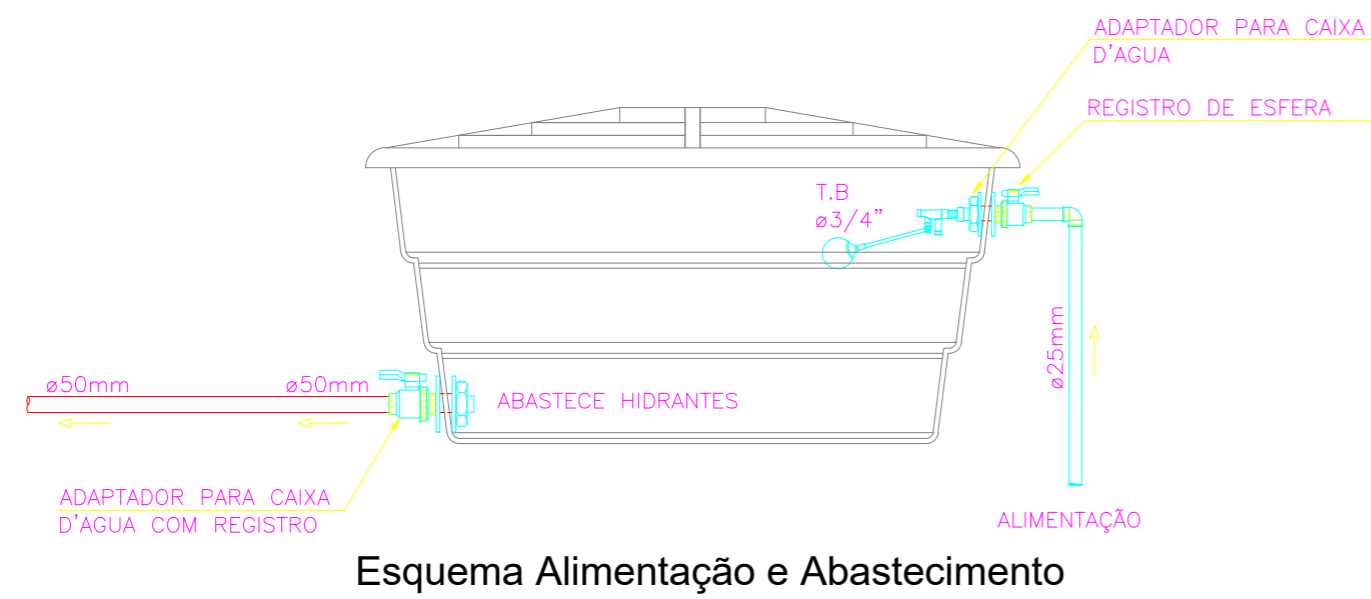 ADAPTADOR PARA CAIXA
D'AGUA
REGISTRO DE ESFERA
T.B
ø3/4"
ø25mm
ø50mm
ø50mm
ABASTECE HIDRANTES
ADAPTADOR PARA CAIXA
D'AGUA COM REGISTRO
ALIMENTAÇÃO
Esquema Alimentação e Abastecimento